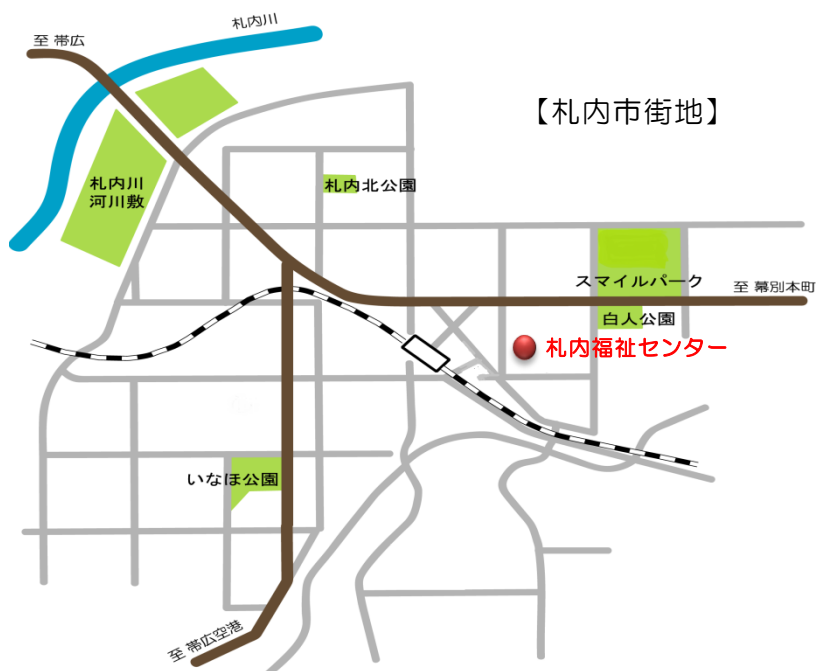 札内川
至 帯広
【札内市街地】
札内川
河川敷
札内北公園
スマイルパーク
至 幕別本町
白人公園
札内福祉センター
いなほ公園
至 帯広空港